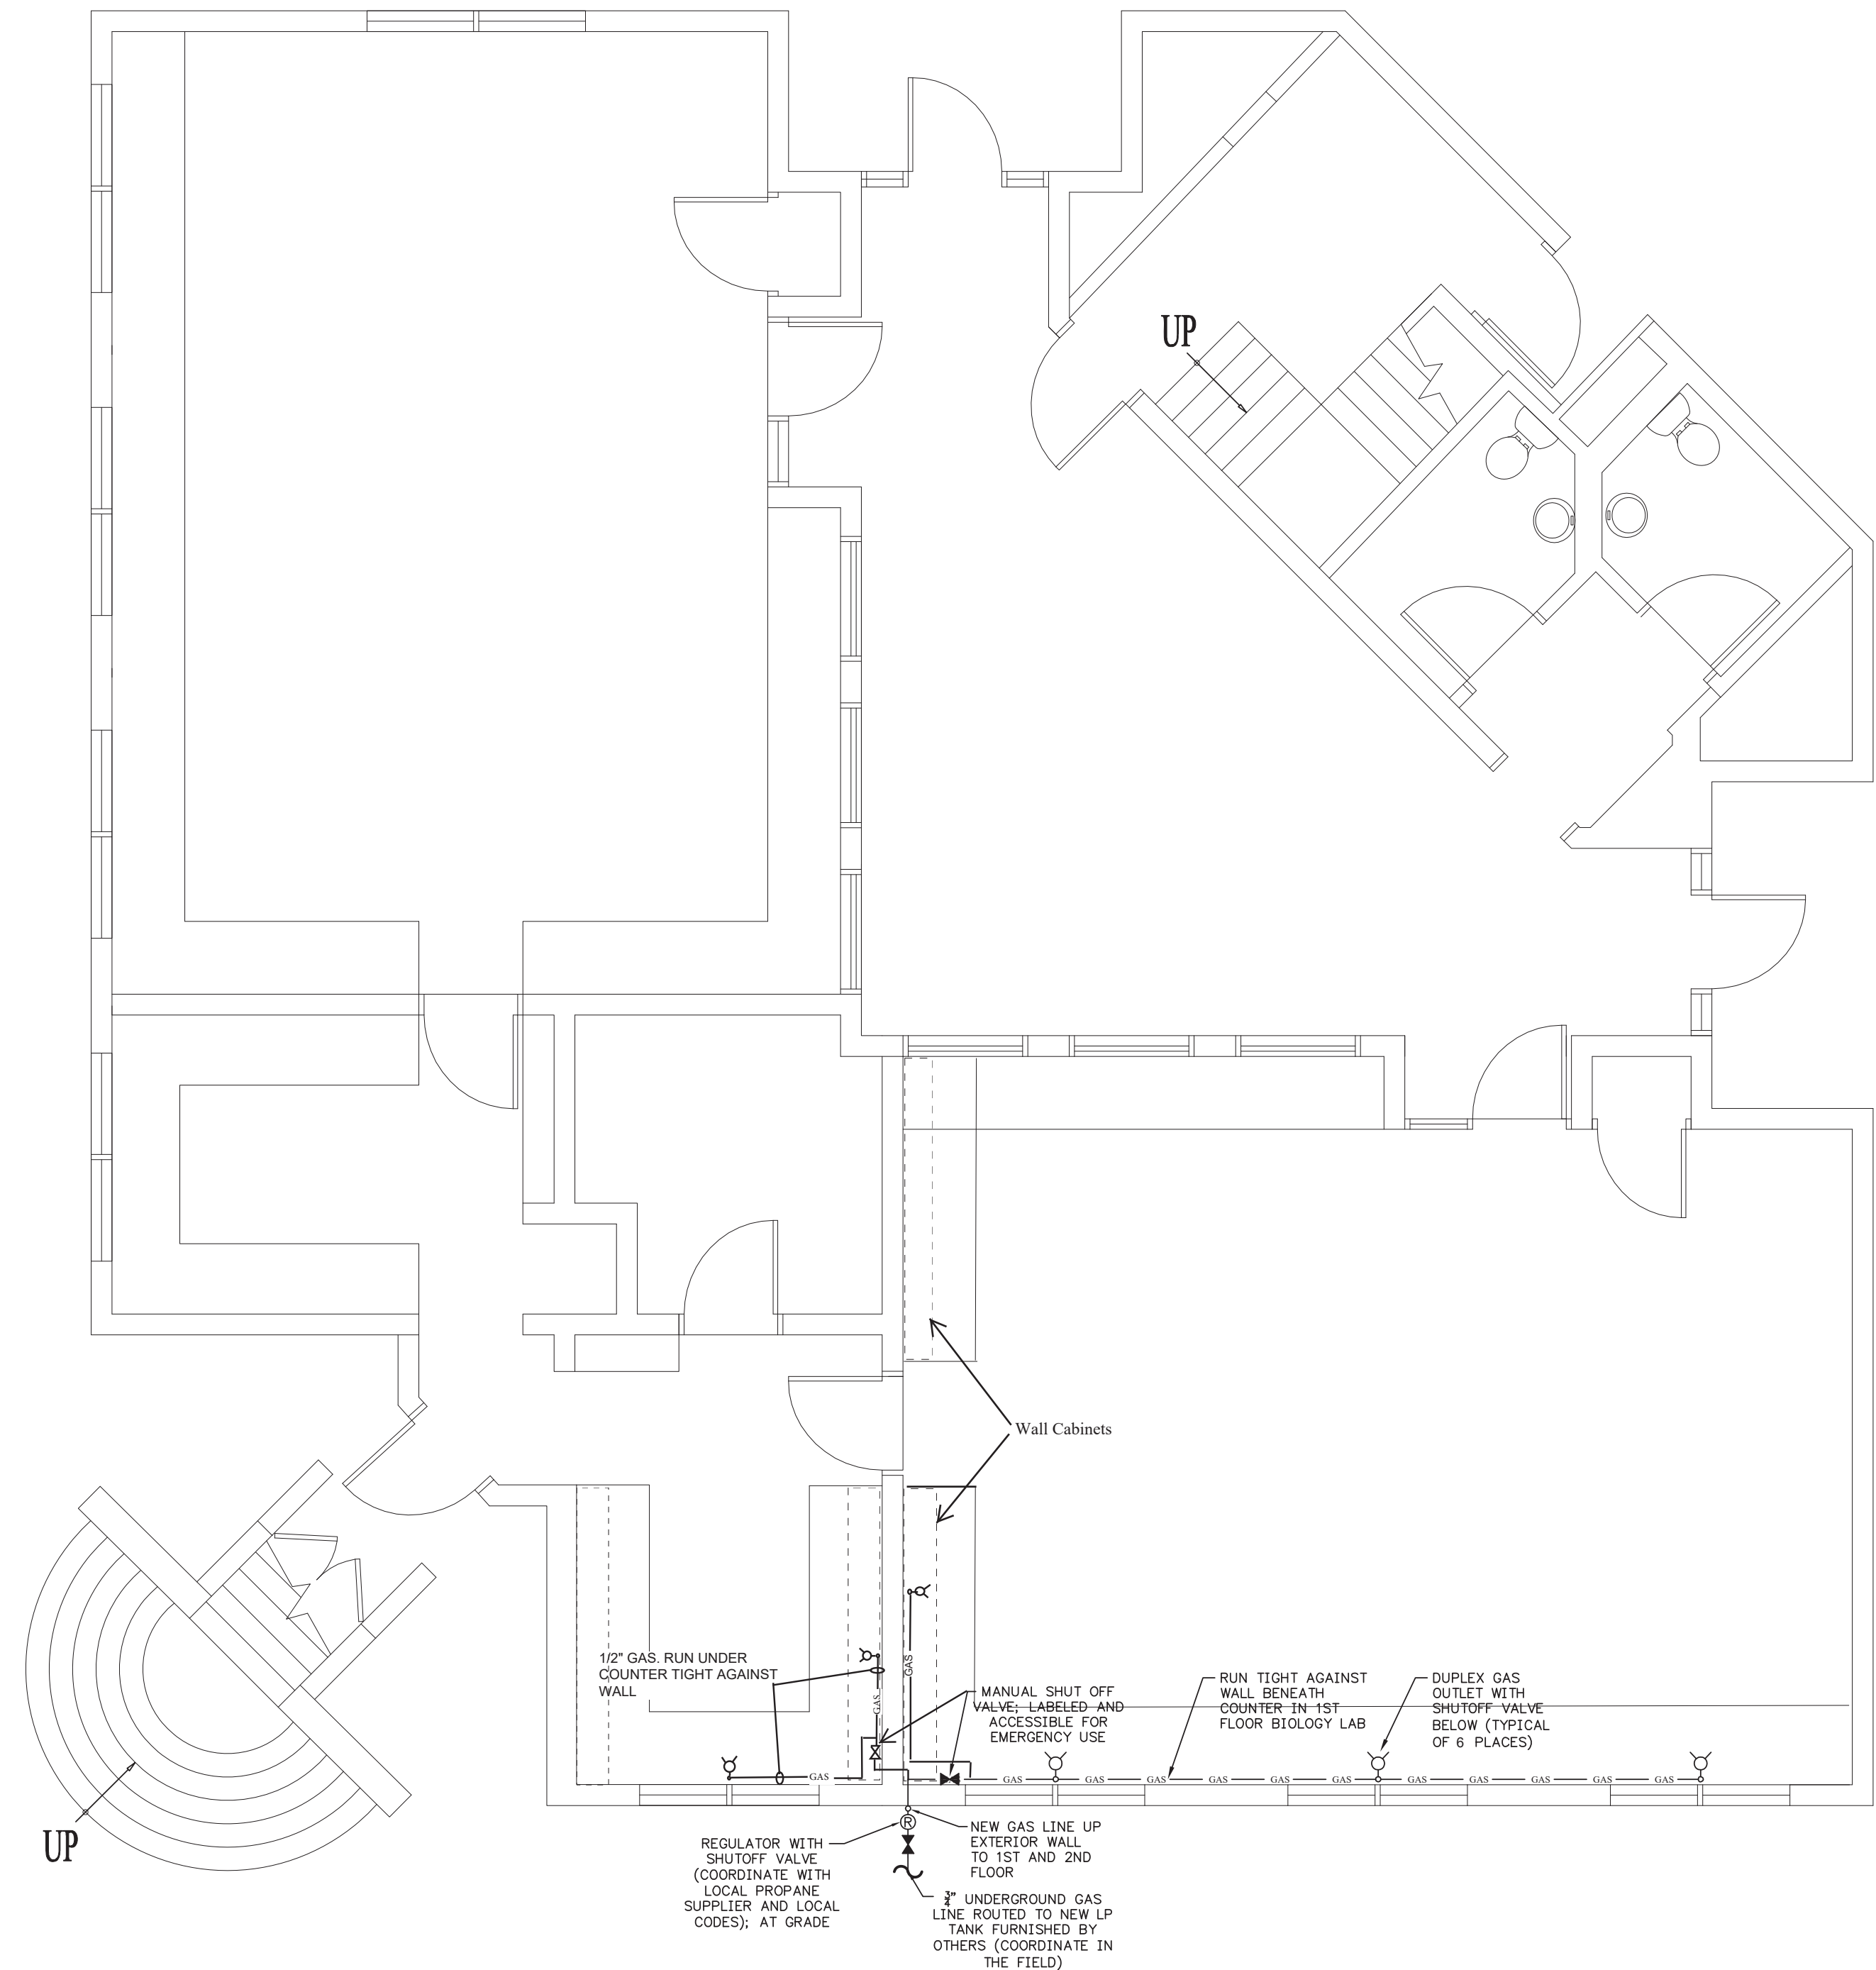 UP
Wall Cabinets
1/2" GAS. RUN UNDER
COUNTER TIGHT AGAINST
WALL
GAS
GAS
MANUAL SHUT OFF
VALVE; LABELED AND
ACCESSIBLE FOR
EMERGENCY USE
RUN TIGHT AGAINST
WALL BENEATH
COUNTER IN 1ST
FLOOR BIOLOGY LAB
DUPLEX GAS
OUTLET WITH
SHUTOFF VALVE
BELOW (TYPICAL
OF 6 PLACES)
GAS
GAS GAS GAS GAS GAS GAS GAS GAS GAS GAS GAS
UP
R
REGULATOR WITH
SHUTOFF VALVE
(COORDINATE WITH
LOCAL PROPANE
SUPPLIER AND LOCAL
CODES); AT GRADE
NEW GAS LINE UP
EXTERIOR WALL
TO 1ST AND 2ND
FLOOR
3/4" UNDERGROUND GAS
LINE ROUTED TO NEW LP
TANK FURNISHED BY
OTHERS (COORDINATE IN
THE FIELD)